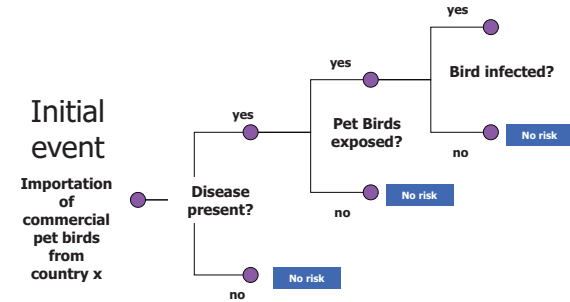 Initial
event
Importation
of
commercial
pet birds
from
country x
Disease
present?
yes
no
No risk
Pet Birds
exposed?
yes
no
No risk
Bird infected?
yes
no
No risk